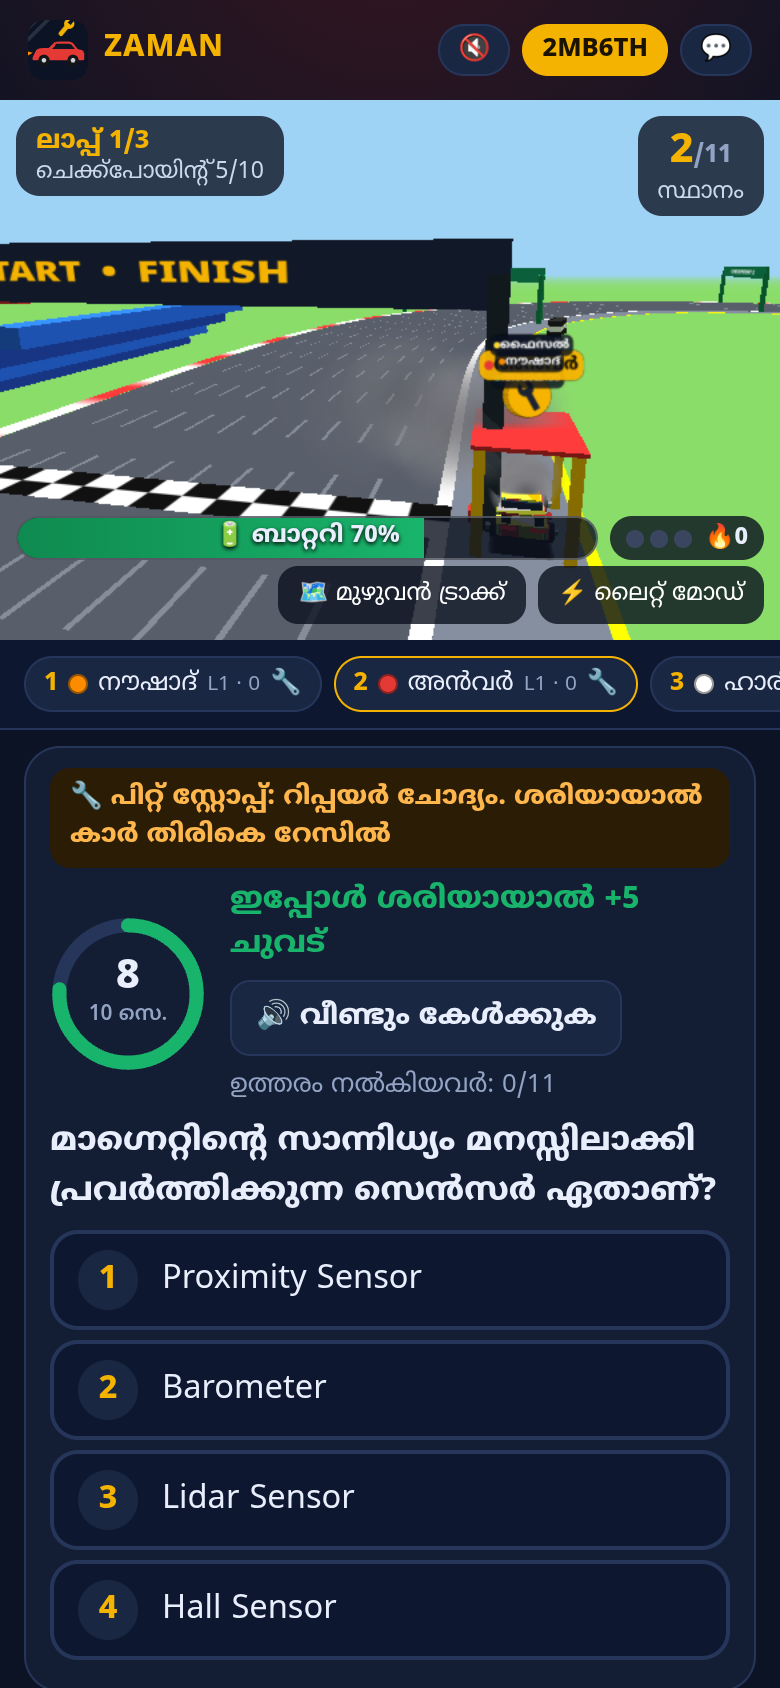 ZAMAN
2MB6TH
ലാപ്പ് 1/3
ചെക്ക്പോയിന്റ് 5/10
2/11
സ്ഥാനം
TART • FINISH
ഫൈസൽ
നൗഷാദ്
ബാറ്ററി 70%
0
മുഴുവൻ ട്രാക്ക്
ലൈറ്റ് മോഡ്
1 നൗഷാദ് L1 · 0
2 അൻവർ L1 · 0
3
പിറ്റ് സ്റ്റോപ്പ്: റിപ്പയർ ചോദ്യം. ശരിയായാൽ
കാർ തിരികെ റേസിൽ
ഇപ്പോൾ ശരിയായാൽ +5
ചുവട്
8
10 സെ.
വീണ്ടും കേൾക്കുക
ഉത്തരം നൽകിയവർ: 0/11
മാഗ്നെറ്റിന്റെ സാന്നിധ്യം മനസ്സിലാക്കി
പ്രവർത്തിക്കുന്ന സെൻസർ ഏതാണ്?
1 Proximity Sensor
2 Barometer
3 Lidar Sensor
4 Hall Sensor